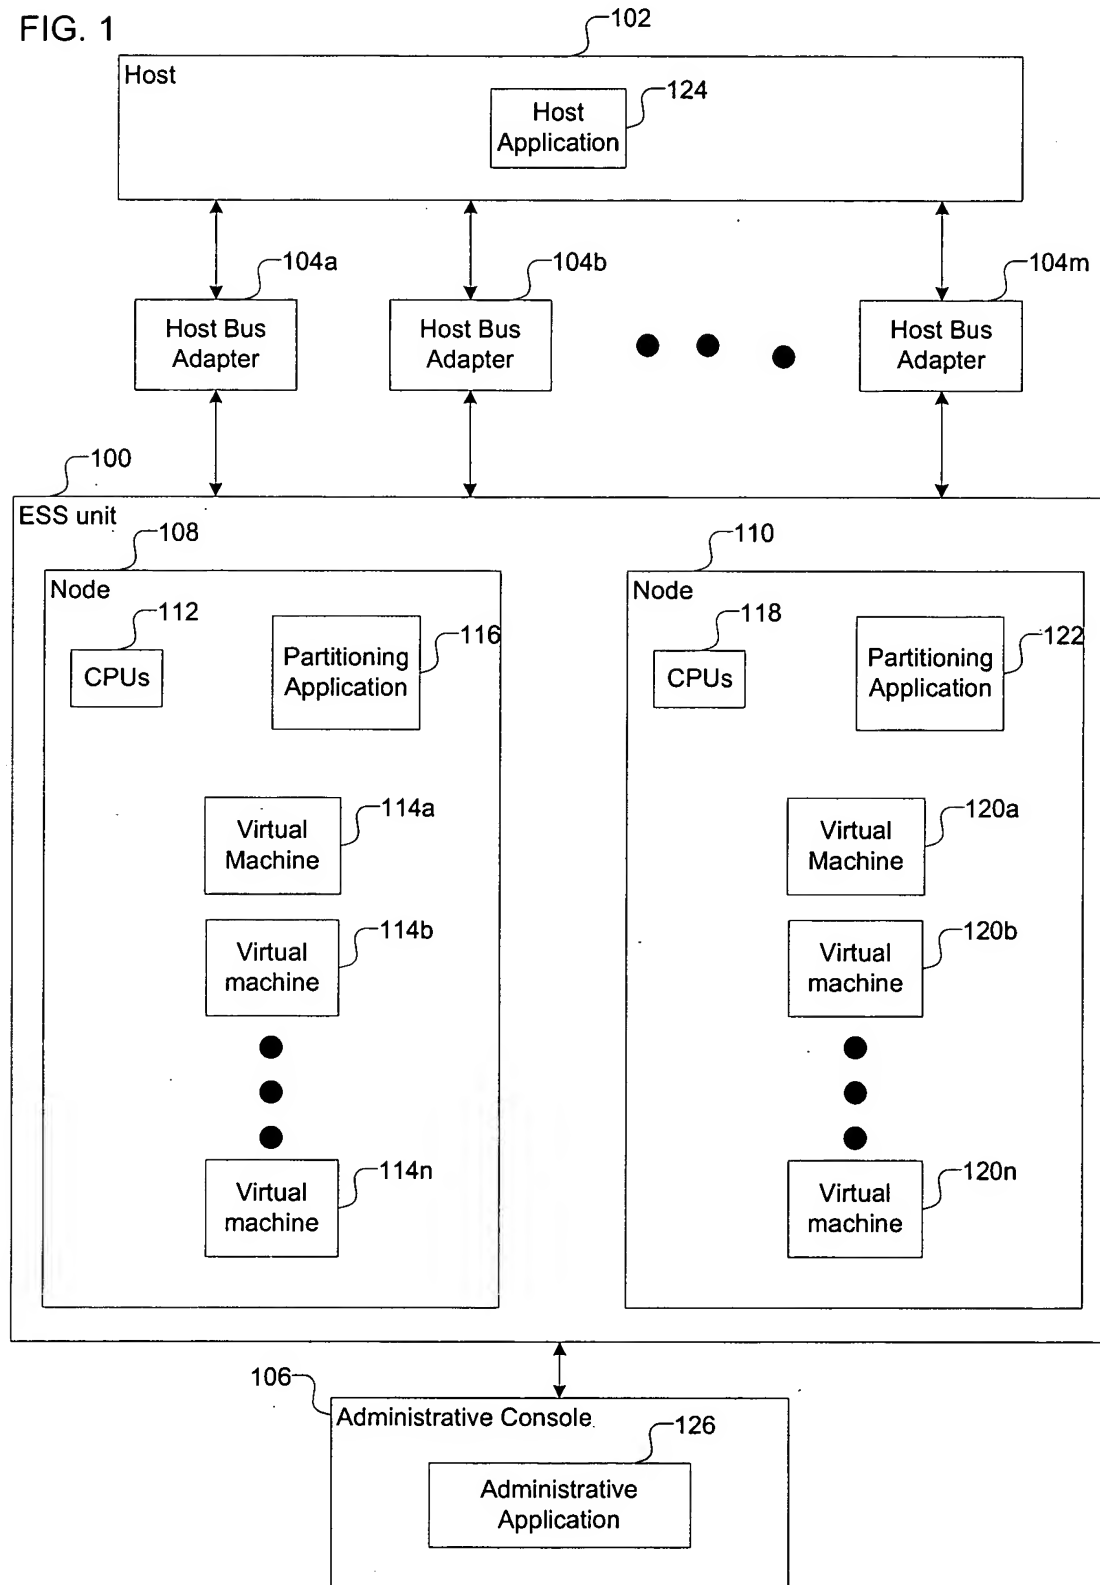 FIG. 1
102
Host
124
Host
Application
104a
104b
104m
Host Bus
Adapter
Host Bus
Adapter
Host Bus
Adapter
100
ESS unit
108
110
Node
Node
112
116
118
122
CPUs
Partitioning
Application
CPUs
Partitioning
Application
114a
120a
Virtual
Machine
Virtual
Machine
114b
120b
Virtual
machine
Virtual
machine
114n
120n
Virtual
machine
Virtual
machine
106
Administrative Console
126
Administrative
Application